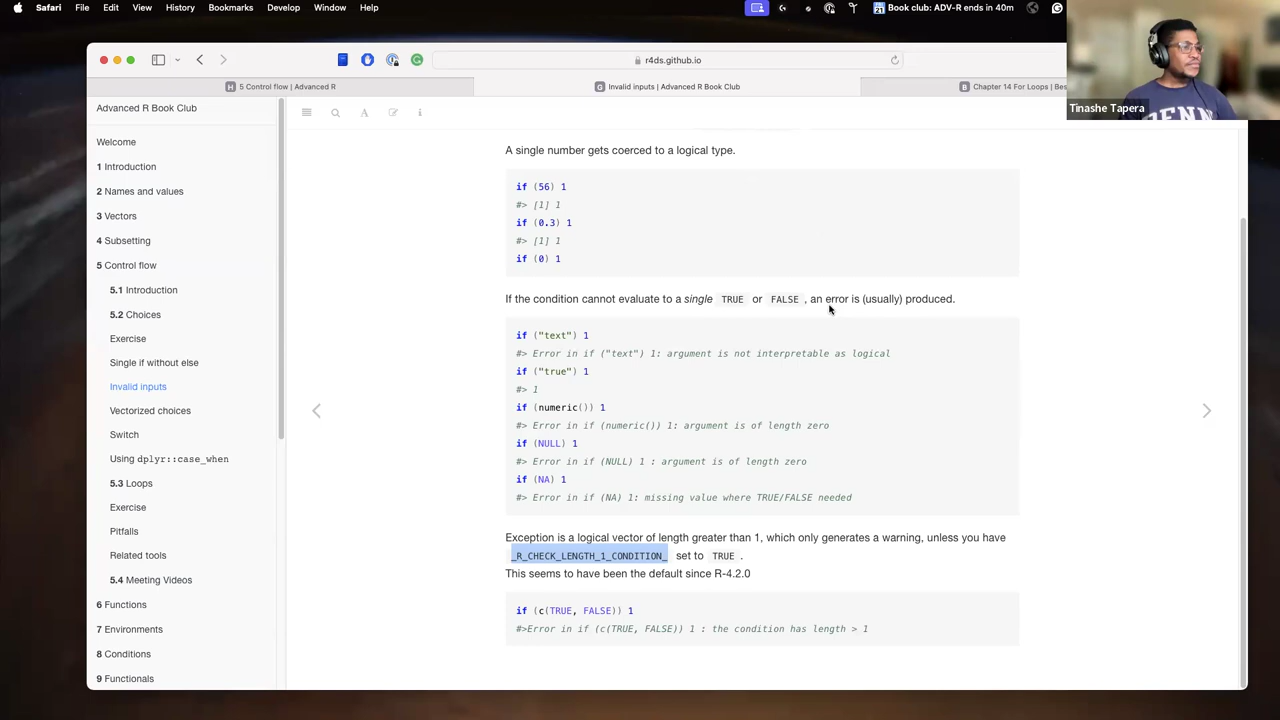 Safari File Edit View History Bookmarks Develop Window Help
21 Book club: ADV-R ends in 40m
r4ds.github.io
5 Control flow | Advanced R
Invalid inputs | Advanced R Book Club
Chapter 14 For Loops | Bes
Tinashe Tapera
Advanced R Book Club
Welcome
1 Introduction
2 Names and values
3 Vectors
4 Subsetting
5 Control flow
5.1 Introduction
5.2 Choices
Exercise
Single if without else
Invalid inputs
Vectorized choices
Switch
Using dplyr::case_when
5.3 Loops
Exercise
Pitfalls
Related tools
5.4 Meeting Videos
6 Functions
7 Environments
8 Conditions
9 Functionals
A single number gets coerced to a logical type.
if (56) 1
#> [1] 1
if (0.3) 1
#> [1] 1
if (0) 1
If the condition cannot evaluate to a single TRUE or FALSE , an error is (usually) produced.
if ("text") 1
#> Error in if ("text") 1: argument is not interpretable as logical
if ("true") 1
#> 1
if (numeric()) 1
#> Error in if (numeric()) 1: argument is of length zero
if (NULL) 1
#> Error in if (NULL) 1 : argument is of length zero
if (NA) 1
#> Error in if (NA) 1: missing value where TRUE/FALSE needed
Exception is a logical vector of length greater than 1, which only generates a warning, unless you have
_R_CHECK_LENGTH_1_CONDITION_ set to TRUE .
This seems to have been the default since R-4.2.0
if (c(TRUE, FALSE)) 1
#>Error in if (c(TRUE, FALSE)) 1 : the condition has length > 1